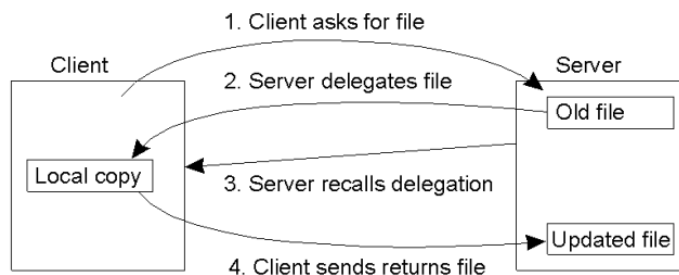 1. Client asks for file
Client
2. Server delegates file
Server
Old file
Local copy
3. Server recalls delegation
Updated file
4. Client sends returns file